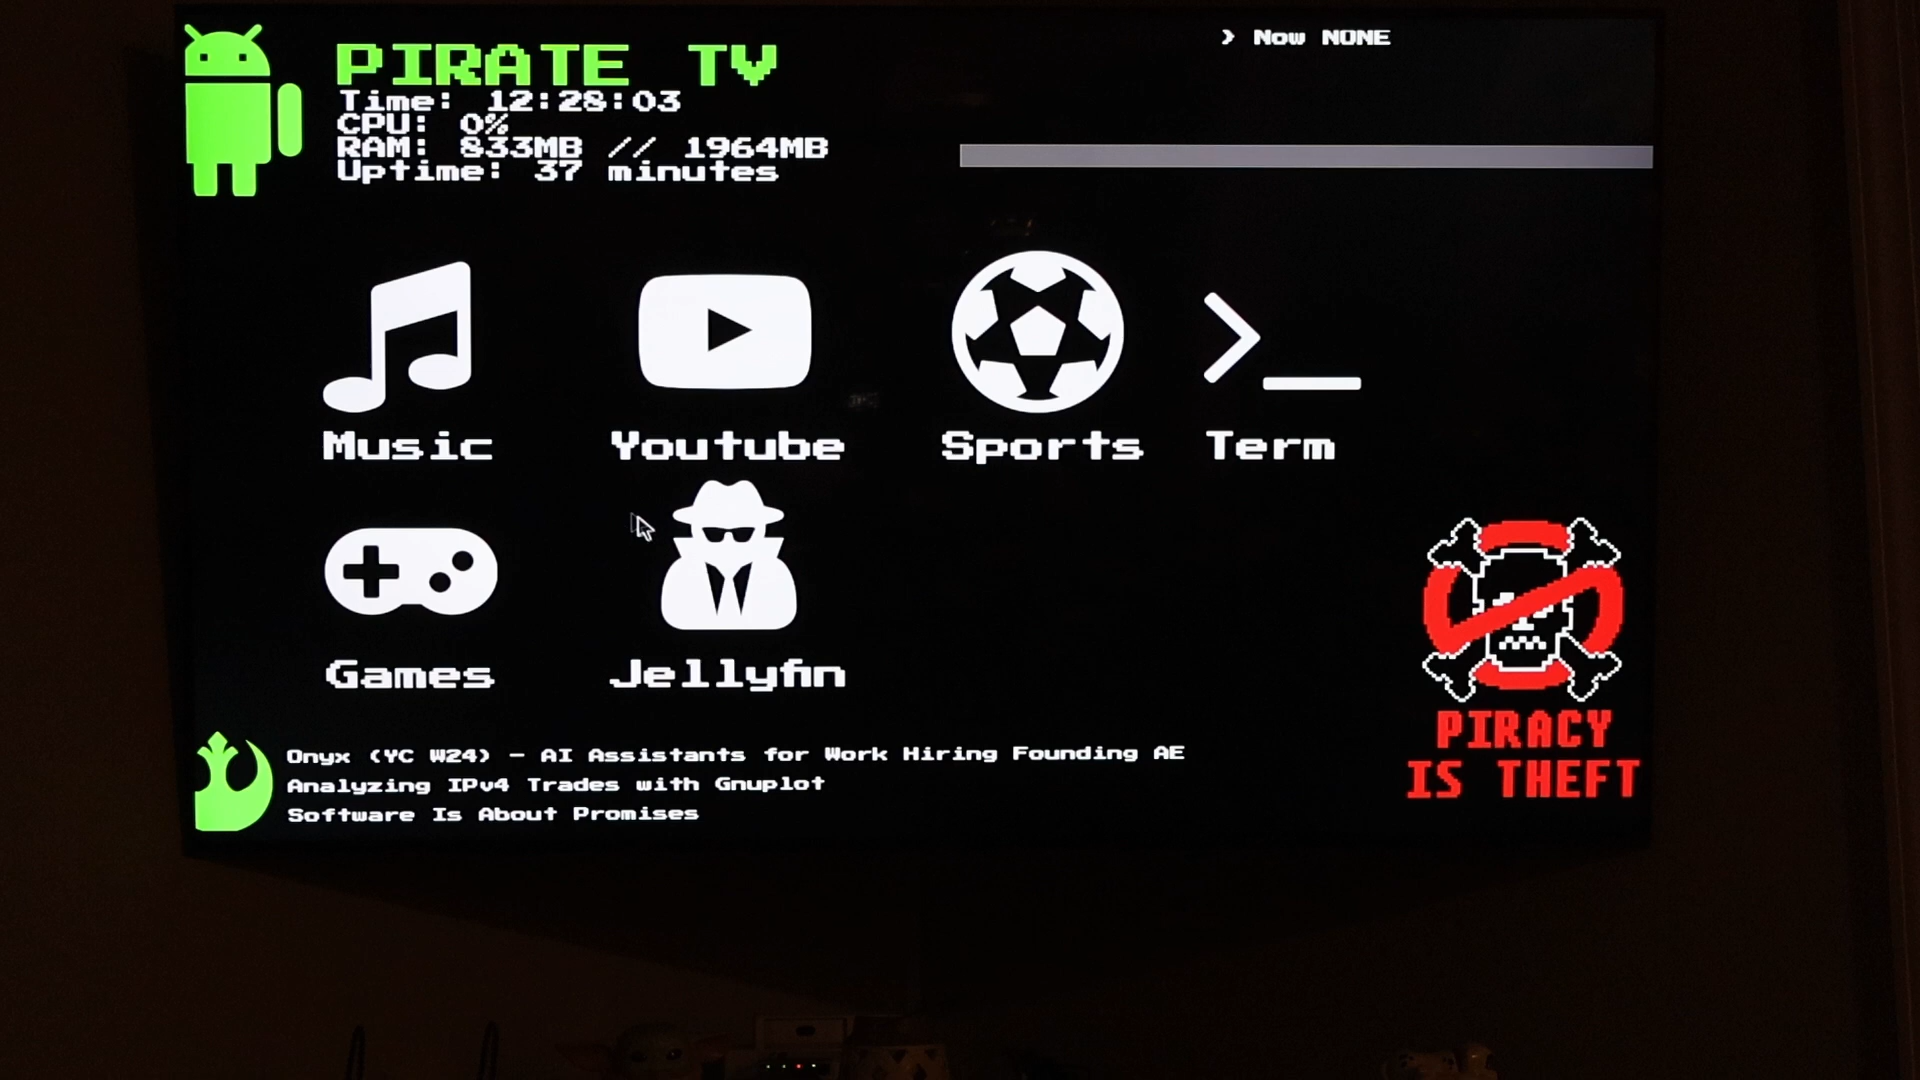 PIRATE TV
Time: 12:28:03
CPU: 0%
RAM: 833MB // 1964MB
Uptime: 37 minutes
> Now NONE
Music
Youtube
Sports
Term
Games
Jellyfin
Onyx (YC W24) – AI Assistants for Work Hiring Founding AE
Analyzing IPv4 Trades with Gnuplot
Software Is About Promises
PIRACY
IS THEFT